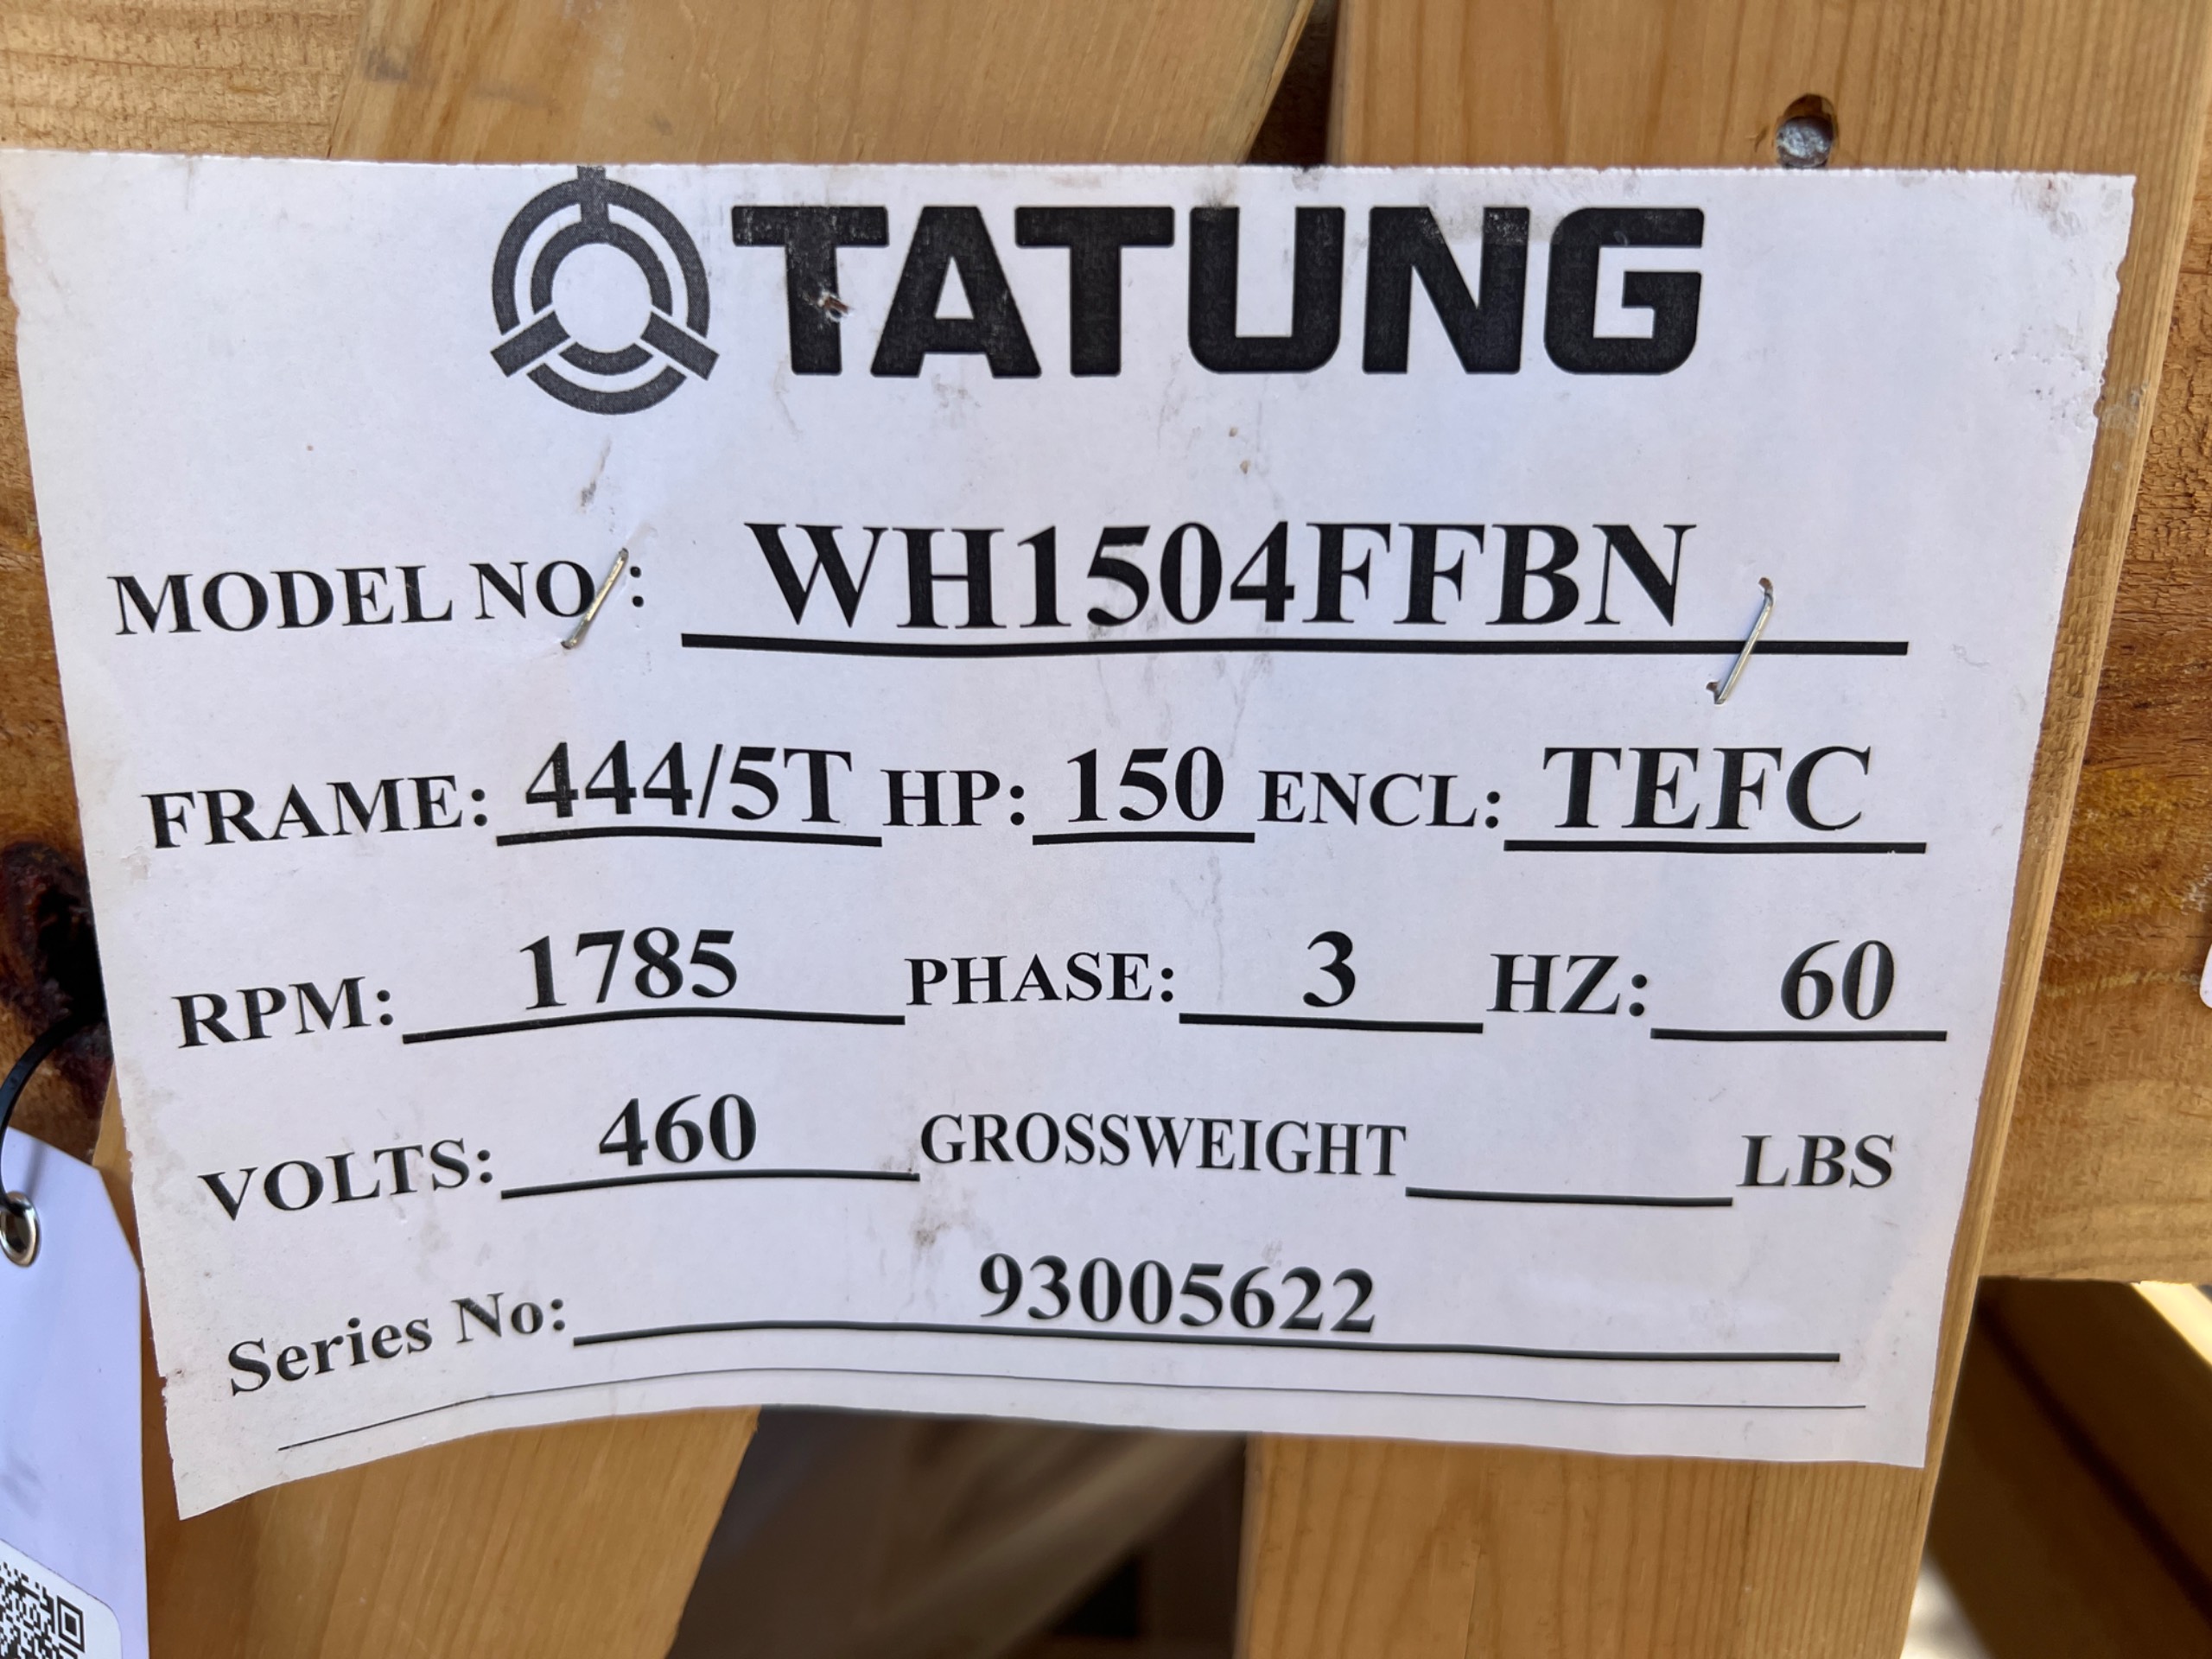 TATUNG
MODEL NO: WH1504FFBN
FRAME: 444/5T HP: 150 ENCL: TEFC
RPM: 1785 PHASE: 3 HZ: 60
VOLTS: 460 GROSSWEIGHT LBS
Series No: 93005622